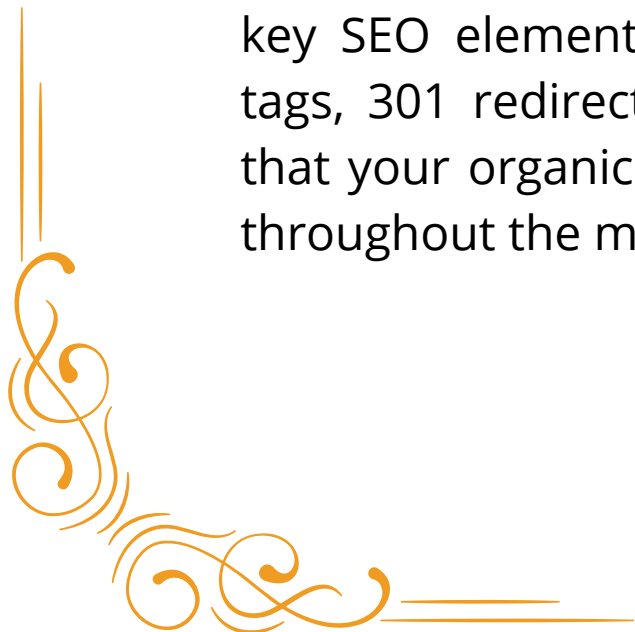 key SEO element
tags, 301 redirect
that your organic
throughout the m